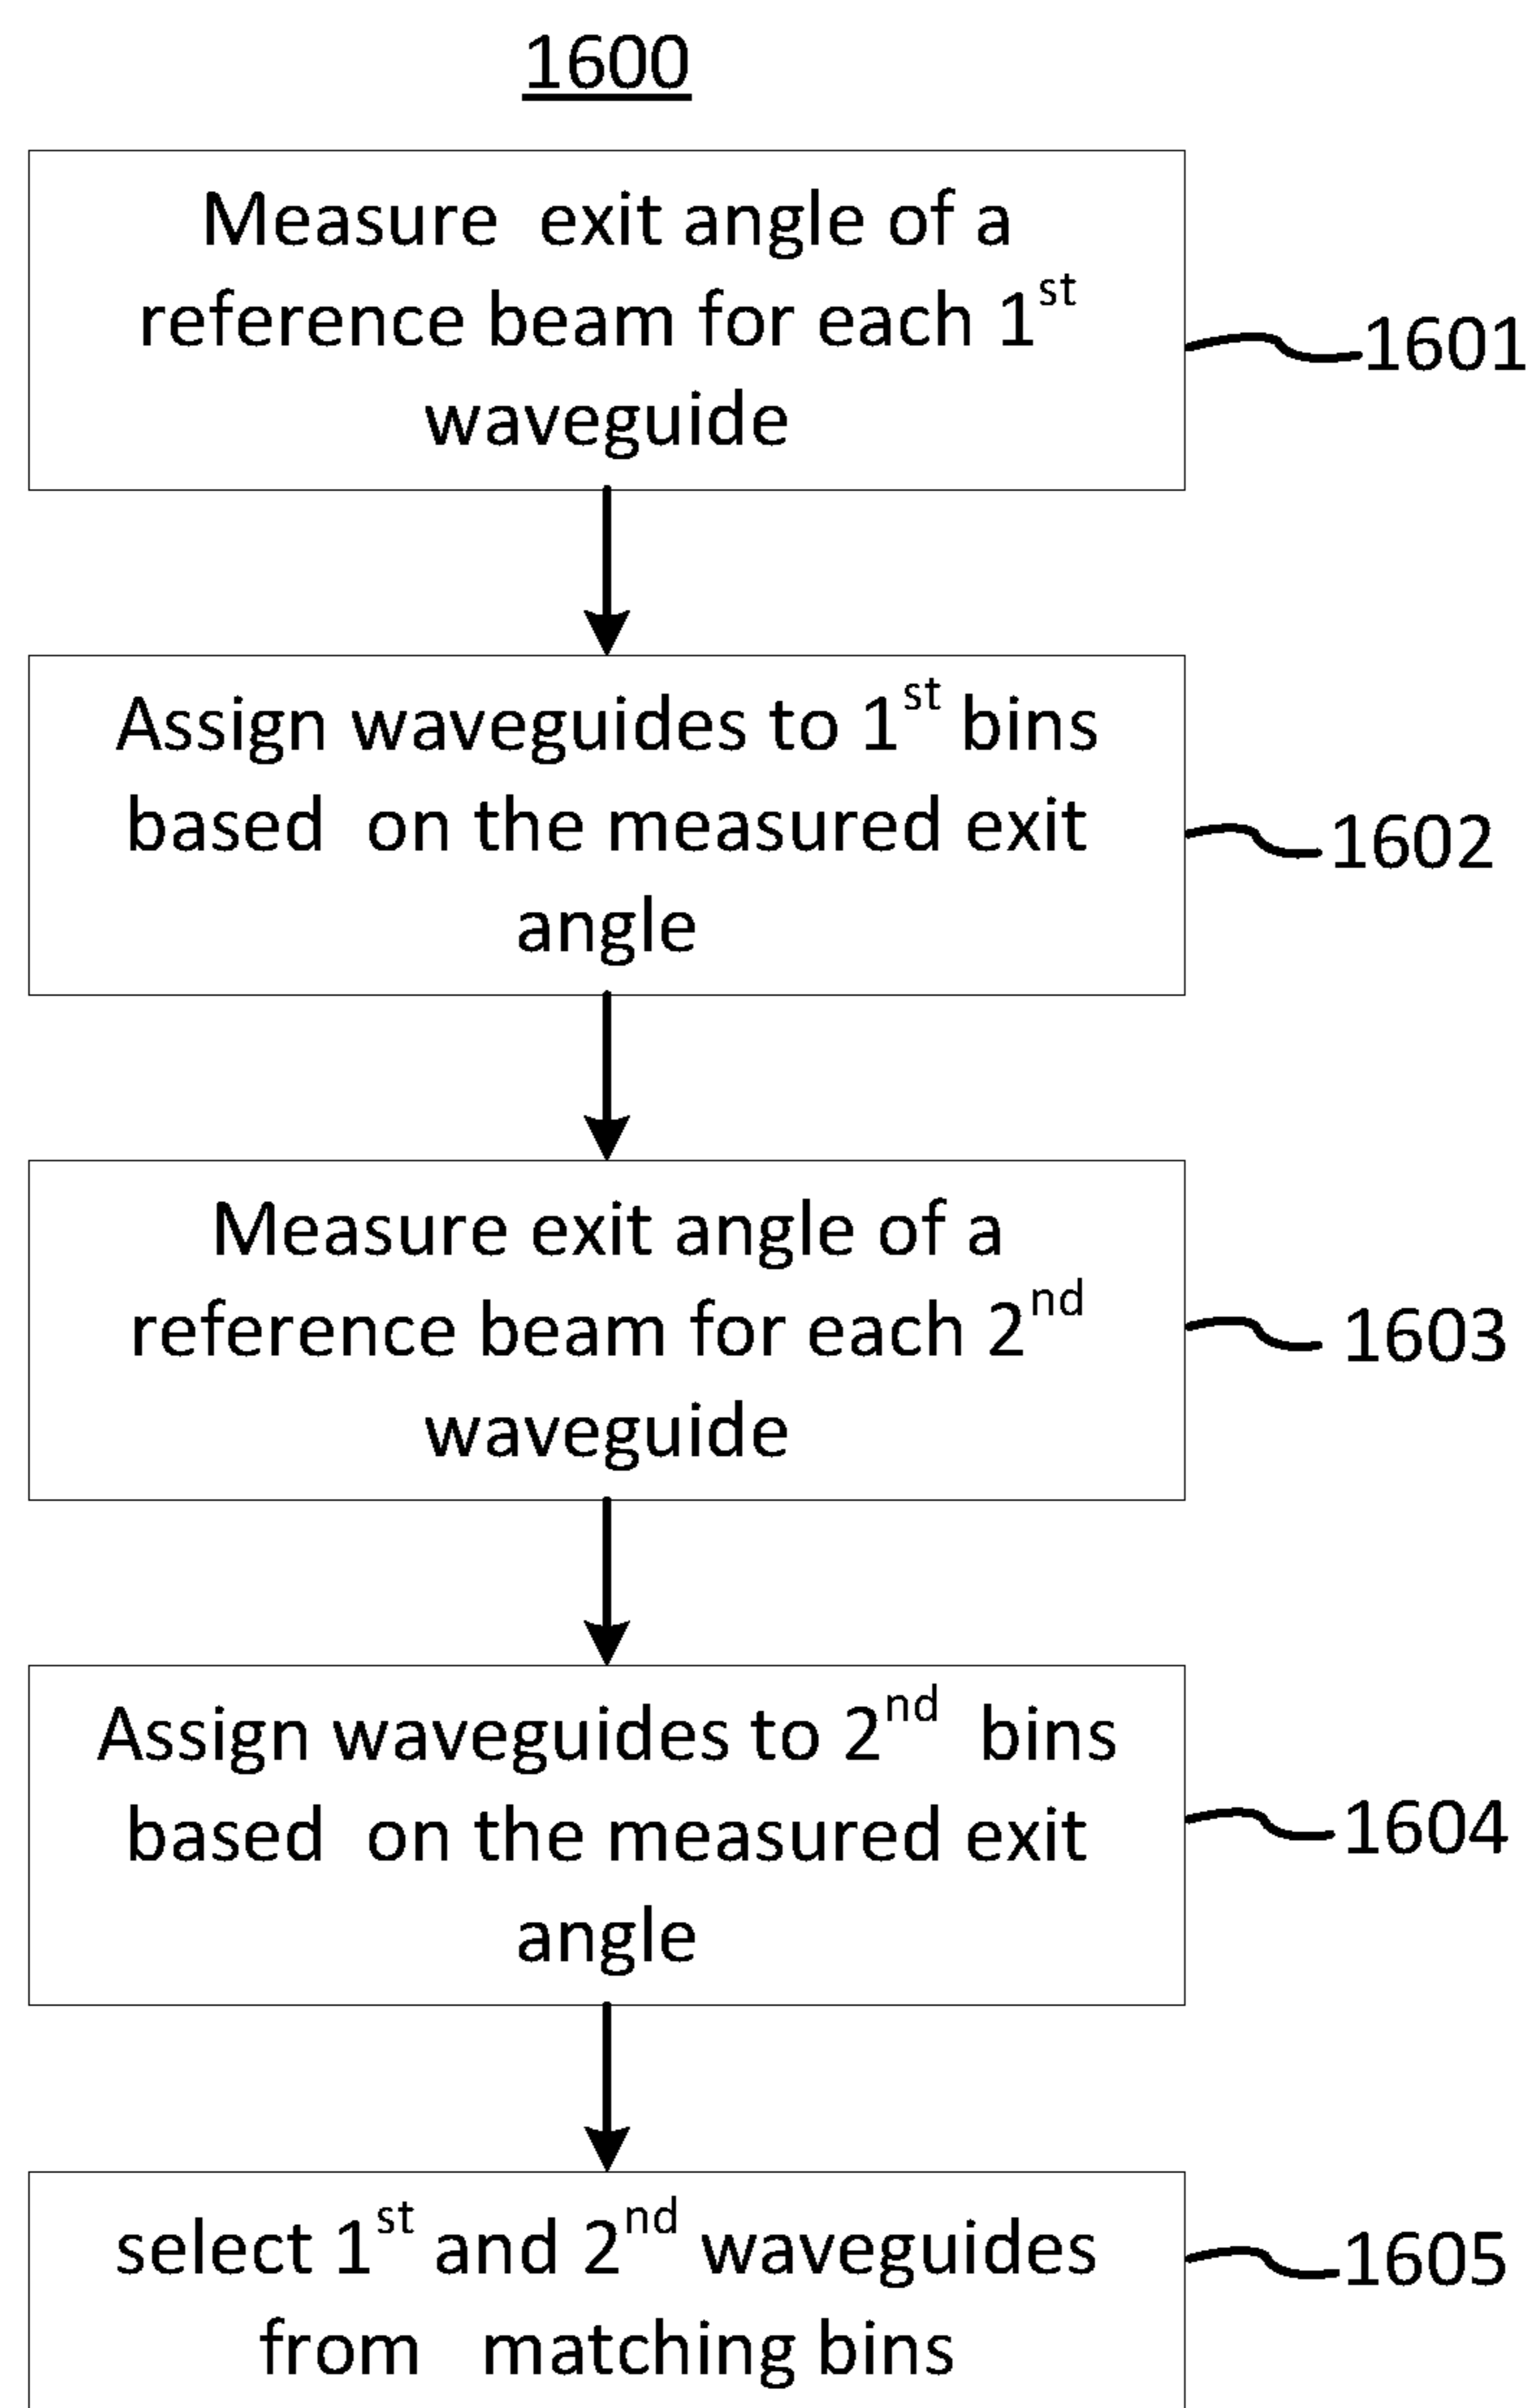 1600
Measure exit angle of a
reference beam for each 1st
waveguide
1601
Assign waveguides to 1st bins
based on the measured exit
angle
1602
Measure exit angle of a
reference beam for each 2nd
waveguide
1603
Assign waveguides to 2nd bins
based on the measured exit
angle
1604
select 1st and 2nd waveguides
from matching bins
1605